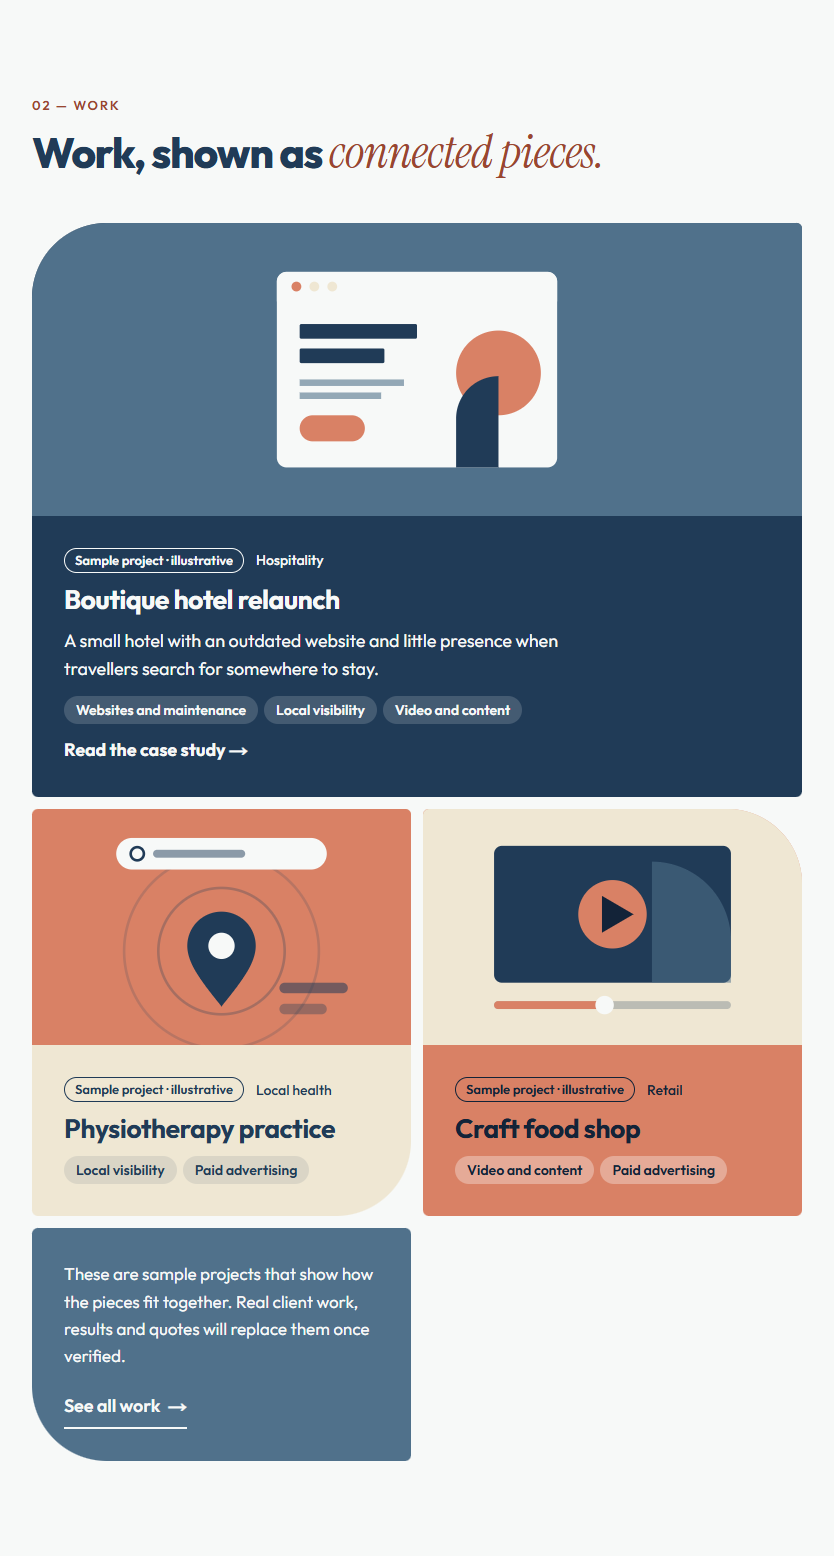 02 — WORK
Work, shown as connected pieces.
Sample project · illustrative
Hospitality
Boutique hotel relaunch
A small hotel with an outdated website and little presence when
travellers search for somewhere to stay.
Websites and maintenance
Local visibility
Video and content
Read the case study →
Sample project · illustrative
Local health
Physiotherapy practice
Local visibility
Paid advertising
Sample project · illustrative
Retail
Craft food shop
Video and content
Paid advertising
These are sample projects that show how
the pieces fit together. Real client work,
results and quotes will replace them once
verified.
See all work →